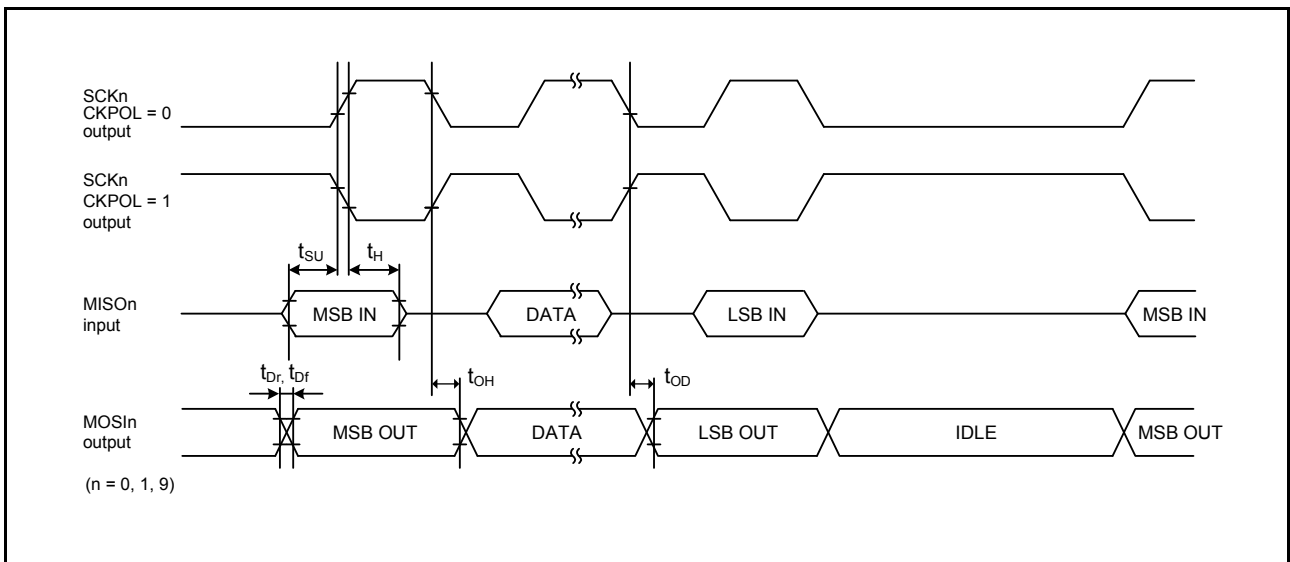 SCKn
CKPOL = 0
output
SCKn
CKPOL = 1
output
tSU
tH
MISOn
input
MSB IN
DATA
LSB IN
MSB IN
tDr, tDf
tOH
tOD
MOSIn
output
MSB OUT
DATA
LSB OUT
IDLE
MSB OUT
(n = 0, 1, 9)